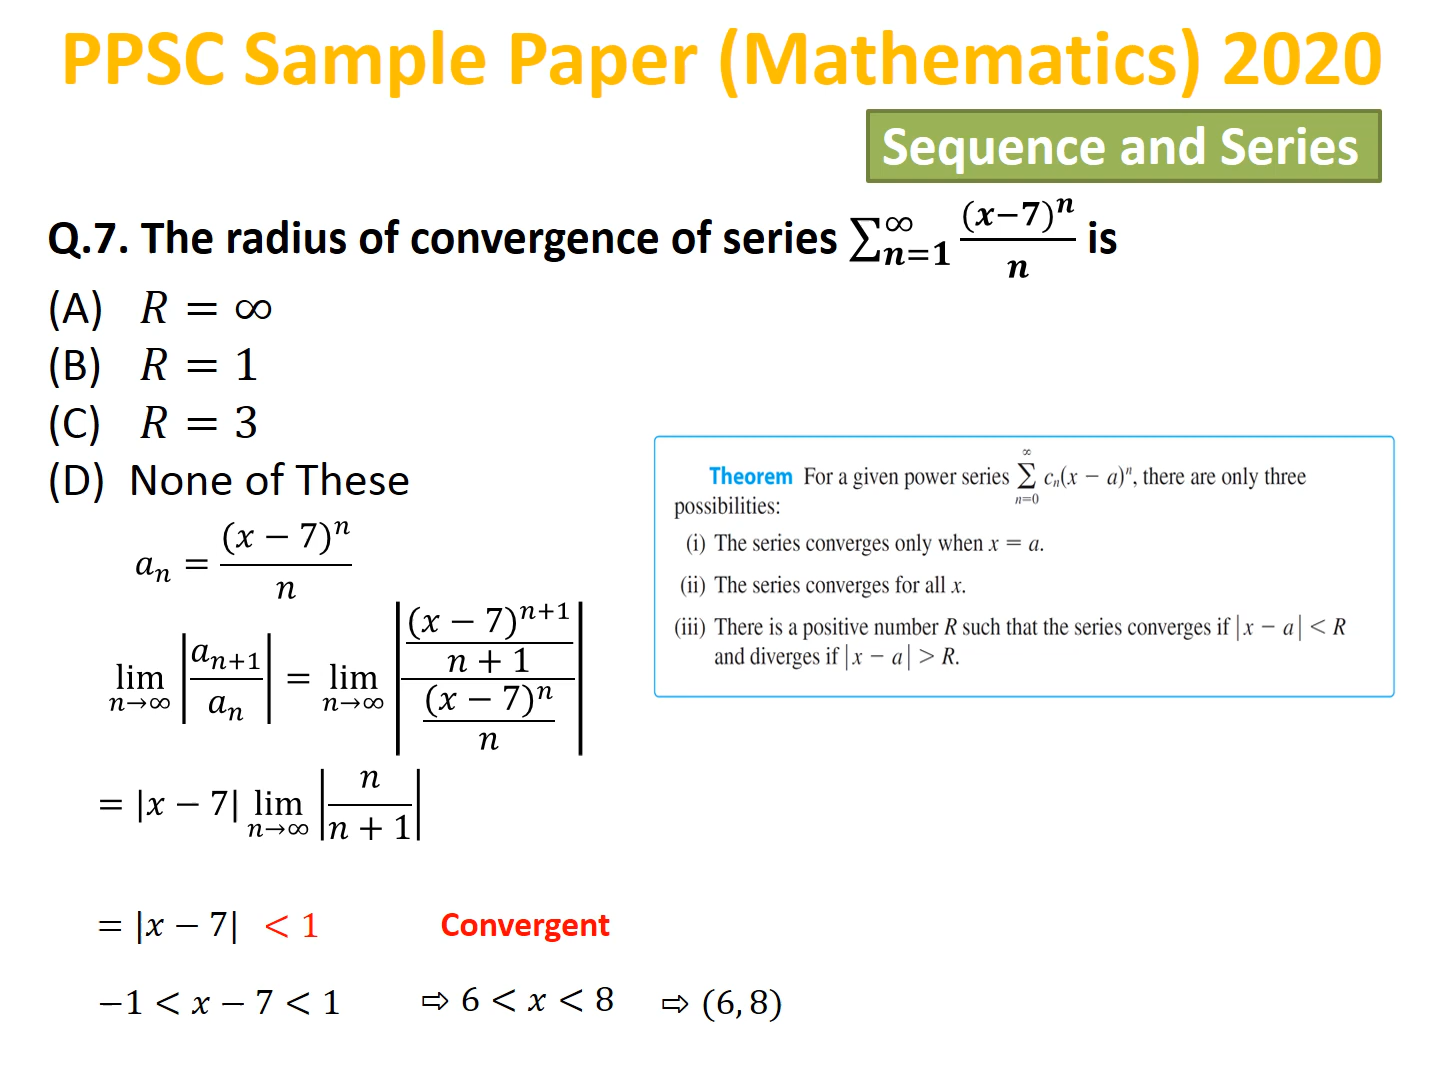 PPSC Sample Paper (Mathematics) 2020
Sequence and Series
Q.7. The radius of convergence of series ∑_{n=1}^{∞} (x−7)^n / n is
(A) R = ∞
(B) R = 1
(C) R = 3
(D) None of These
Theorem For a given power series ∑_{n=0}^{∞} c_n(x − a)^n, there are only three
possibilities:
(i) The series converges only when x = a.
(ii) The series converges for all x.
(iii) There is a positive number R such that the series converges if |x − a| < R
and diverges if |x − a| > R.
a_n = (x − 7)^n / n
lim_{n→∞} |a_{n+1} / a_n| = lim_{n→∞} |((x − 7)^{n+1} / (n + 1)) / ((x − 7)^n / n)|
= |x − 7| lim_{n→∞} |n / (n + 1)|
= |x − 7| < 1 Convergent
−1 < x − 7 < 1 ⇨ 6 < x < 8 ⇨ (6, 8)